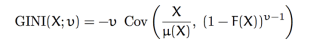 GINI(X; υ) = −υ Cov ( X / μ(X) , (1 − F(X))^{υ−1} )